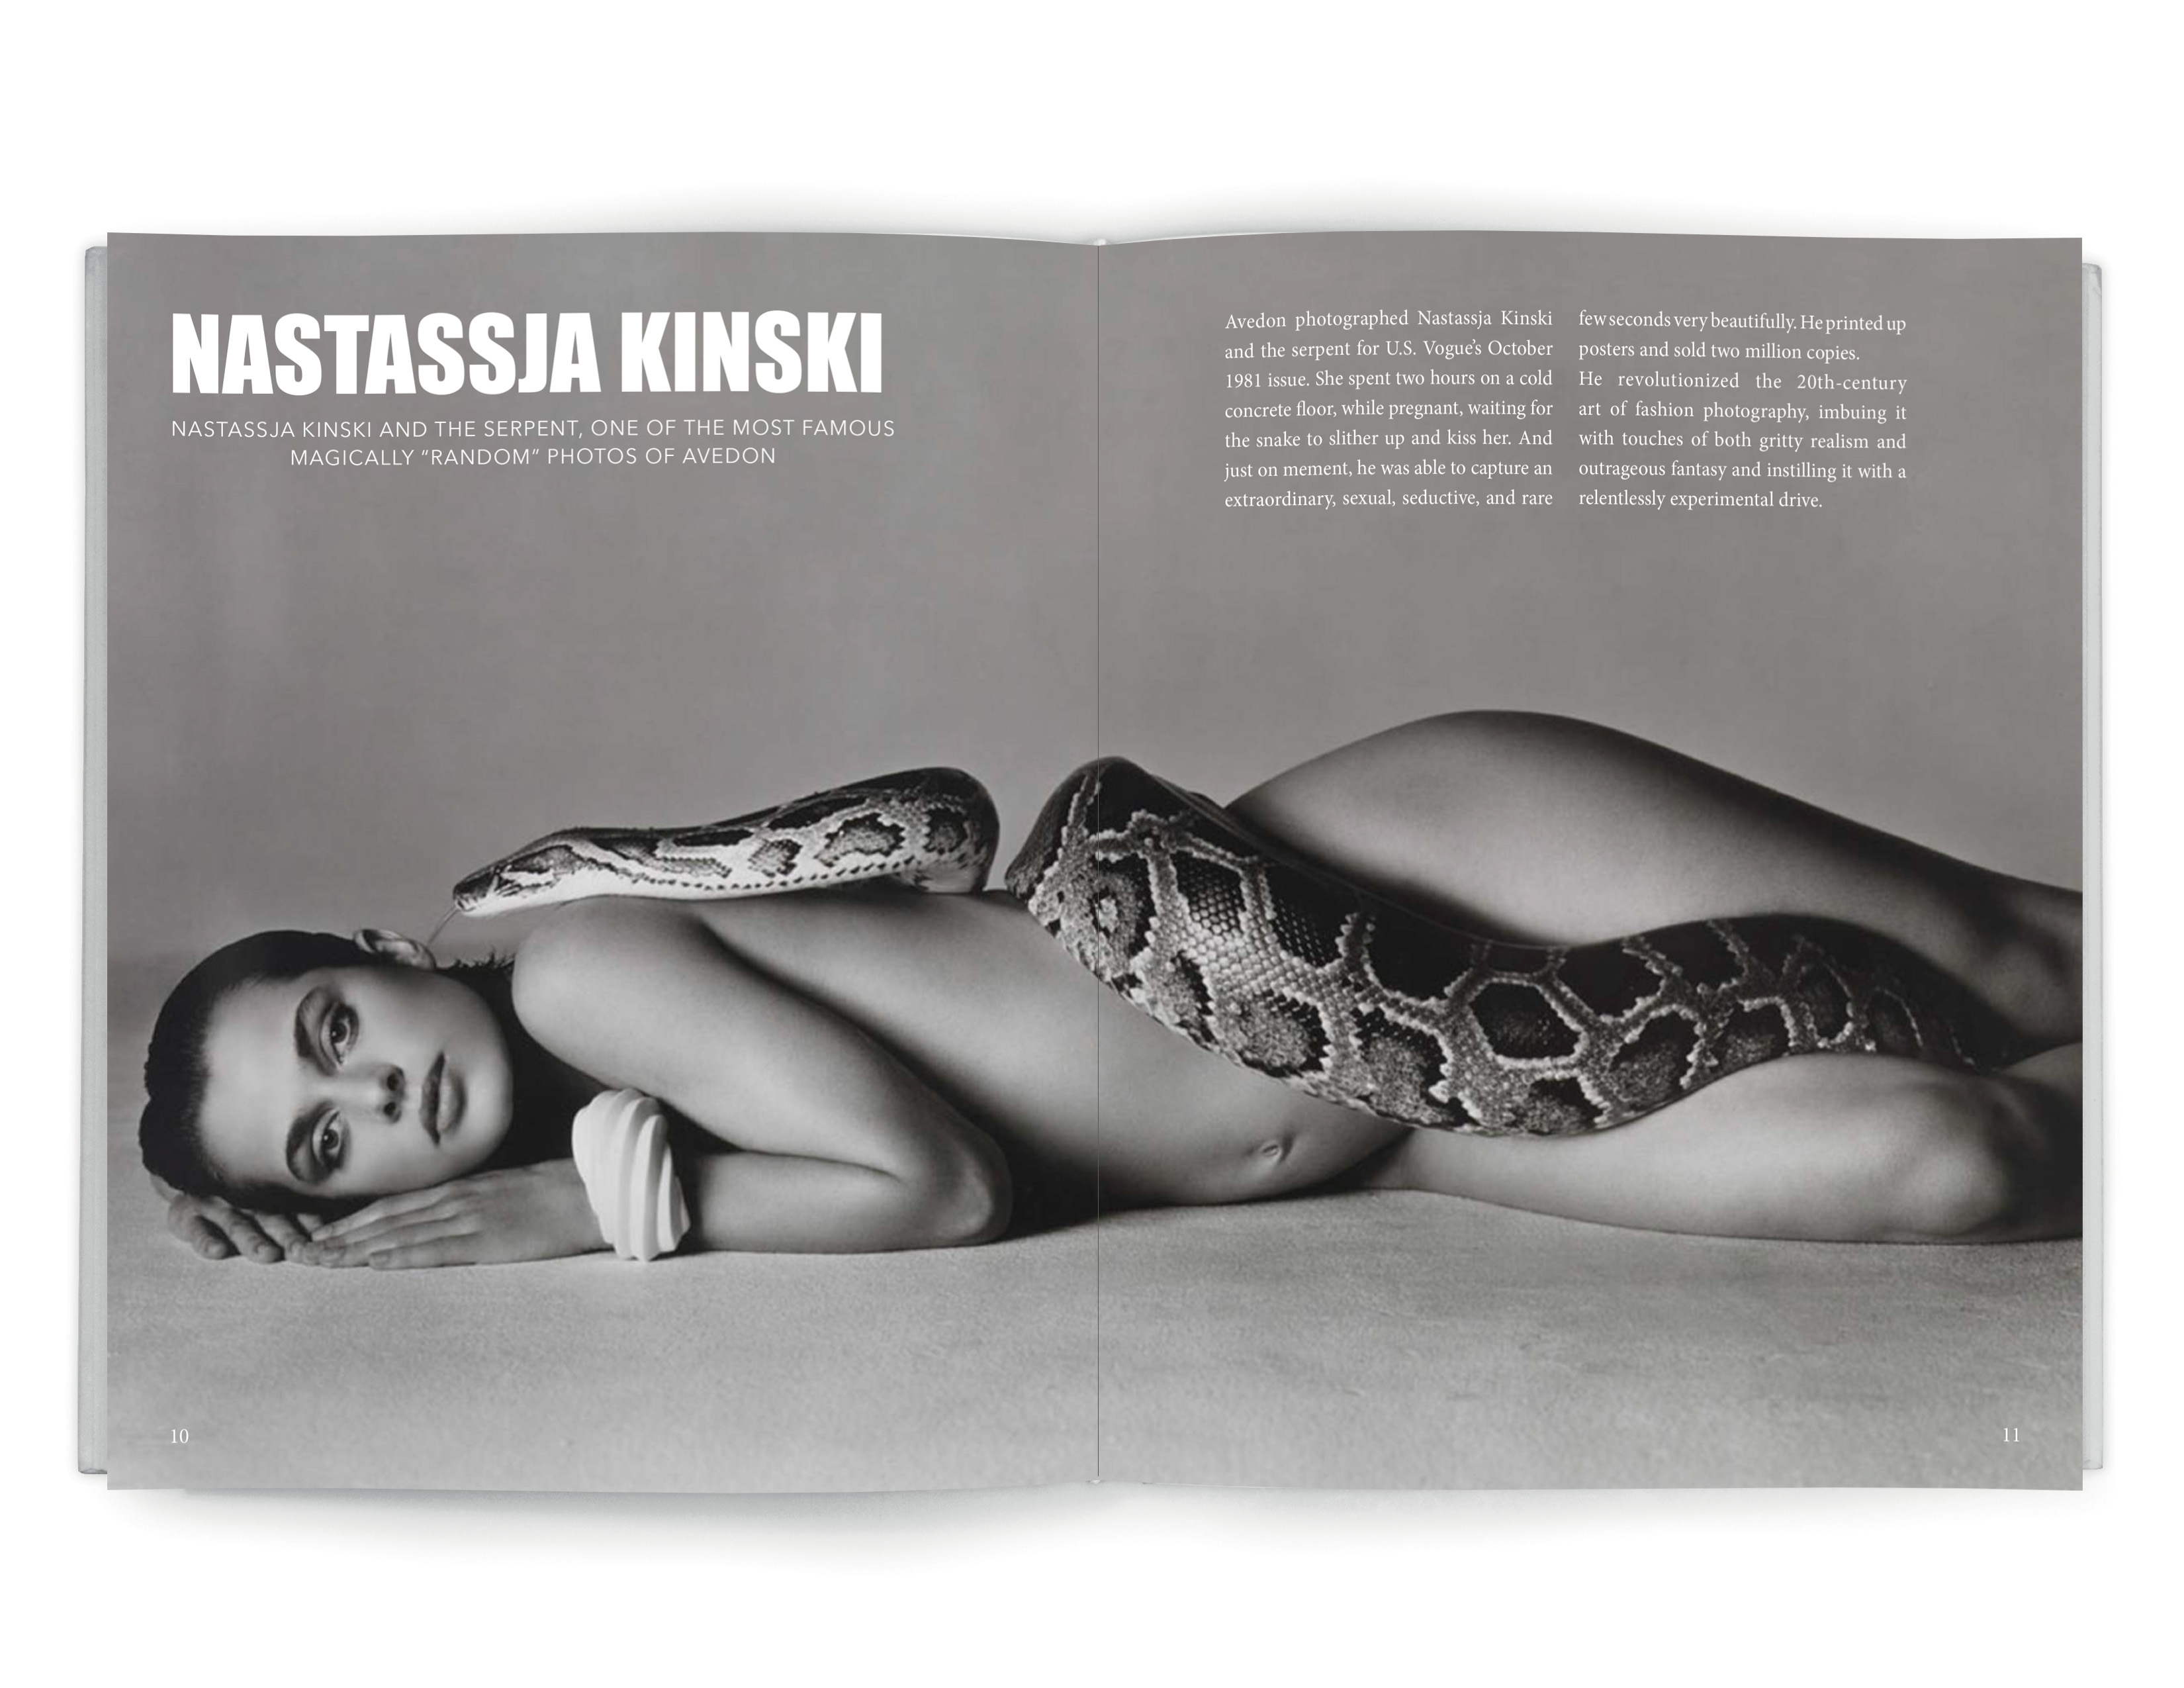 NASTASSJA KINSKI
NASTASSJA KINSKI AND THE SERPENT, ONE OF THE MOST FAMOUS
MAGICALLY “RANDOM” PHOTOS OF AVEDON
Avedon photographed Nastassja Kinski
and the serpent for U.S. Vogue’s October
1981 issue. She spent two hours on a cold
concrete floor, while pregnant, waiting for
the snake to slither up and kiss her. And
just on mement, he was able to capture an
extraordinary, sexual, seductive, and rare
few seconds very beautifully. He printed up
posters and sold two million copies.
He revolutionized the 20th-century
art of fashion photography, imbuing it
with touches of both gritty realism and
outrageous fantasy and instilling it with a
relentlessly experimental drive.
10
11